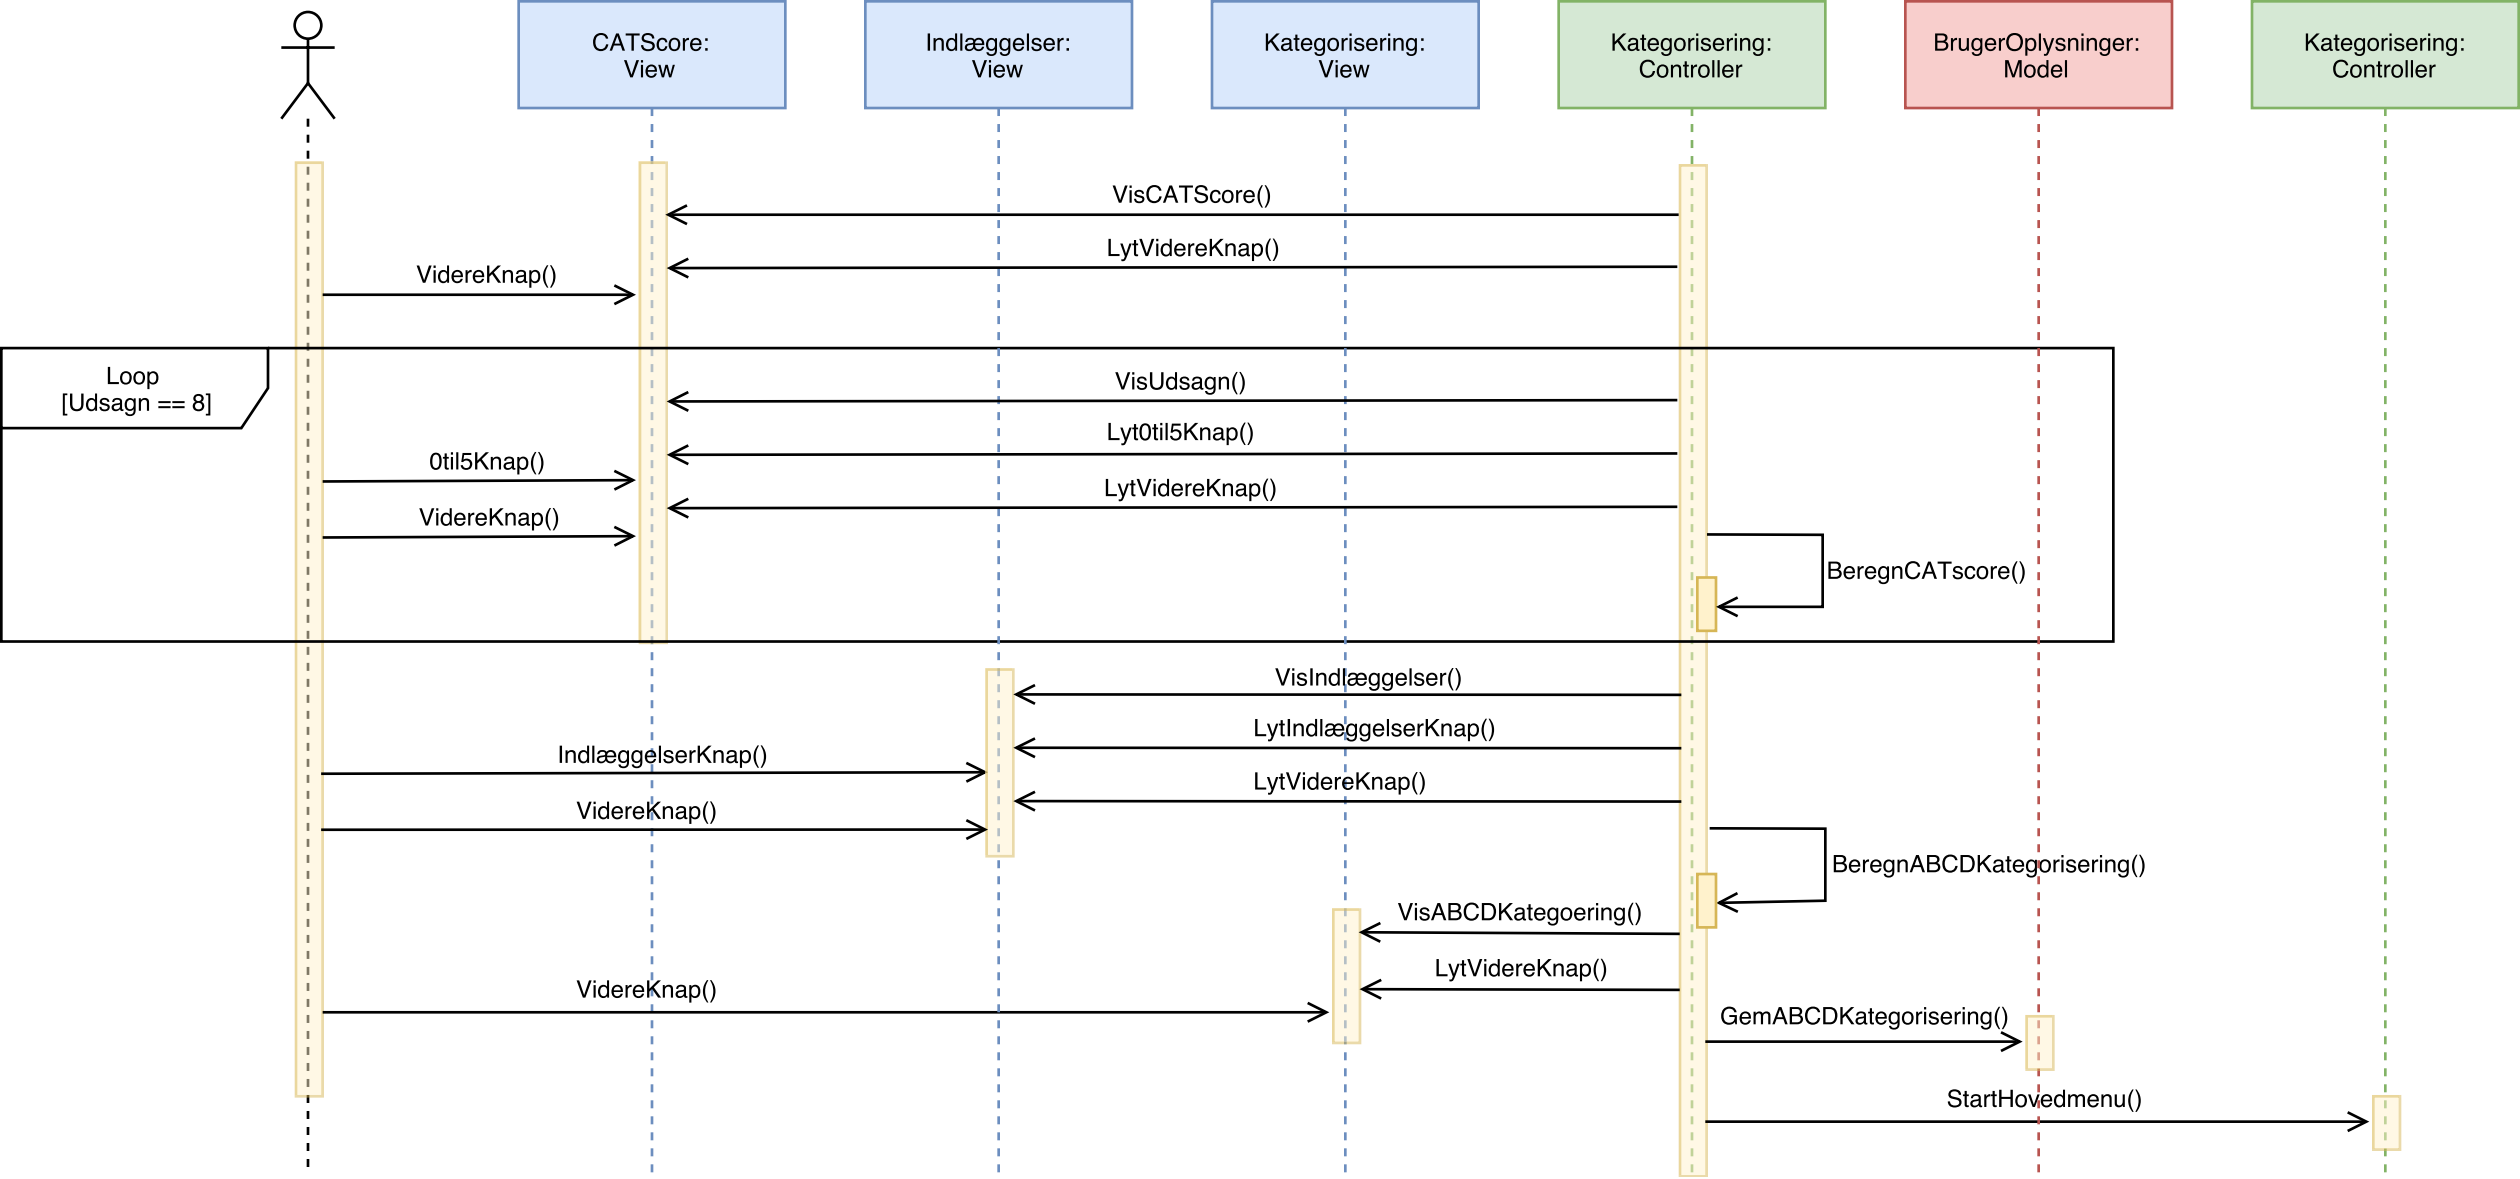 CATScore:
View
Indlæggelser:
View
Kategorisering:
View
Kategorisering:
Controller
BrugerOplysninger:
Model
Kategorisering:
Controller
VisCATScore()
LytVidereKnap()
VidereKnap()
Loop
[Udsagn == 8]
VisUdsagn()
Lyt0til5Knap()
0til5Knap()
LytVidereKnap()
VidereKnap()
BeregnCATscore()
VisIndlæggelser()
LytIndlæggelserKnap()
IndlæggelserKnap()
LytVidereKnap()
VidereKnap()
BeregnABCDKategorisering()
VisABCDKategoering()
LytVidereKnap()
VidereKnap()
GemABCDKategorisering()
StartHovedmenu()